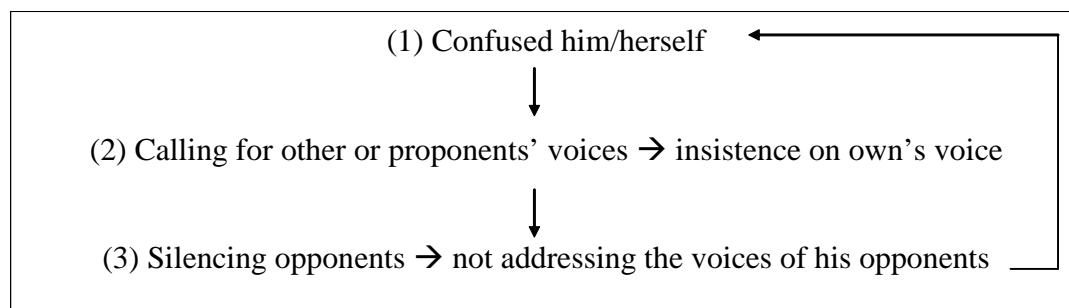 (1) Confused him/herself
(2) Calling for other or proponents’ voices → insistence on own’s voice
(3) Silencing opponents → not addressing the voices of his opponents